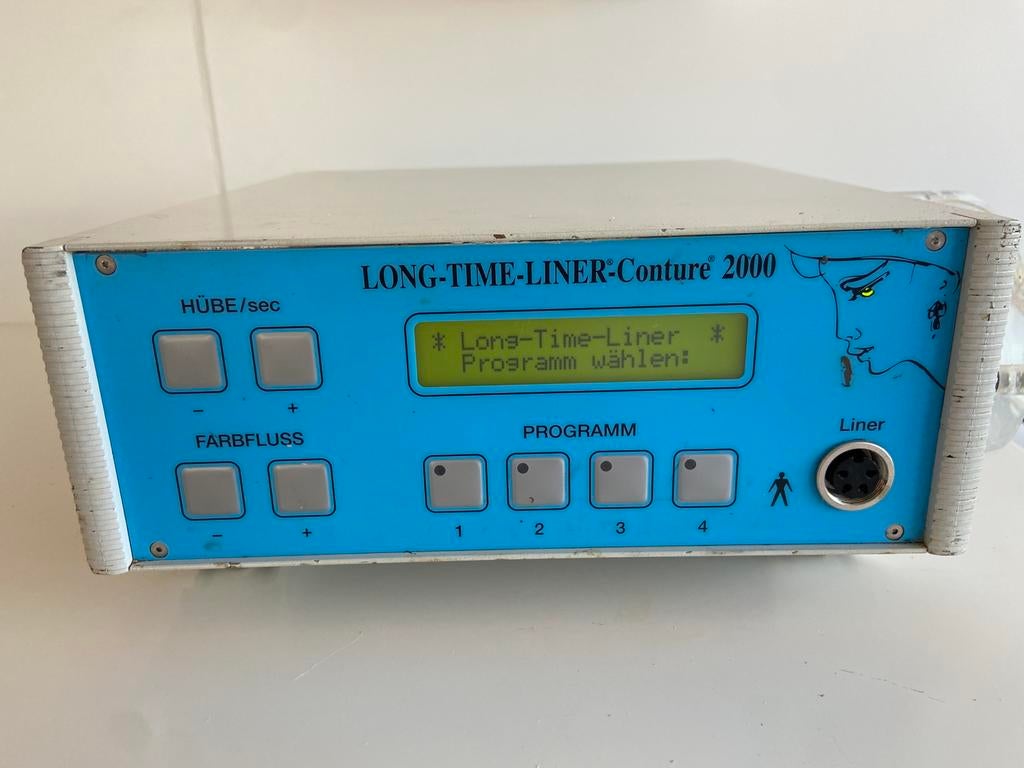 LONG-TIME-LINER®-Conture® 2000
HÜBE/sec
- +
* Long-Time-Liner *
Programm wählen:
FARBFLUSS
- +
PROGRAMM
1 2 3 4
Liner